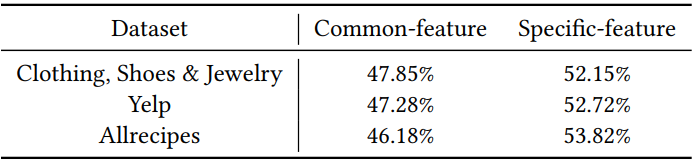 Dataset Common-feature Specific-feature
Clothing, Shoes & Jewelry 47.85% 52.15%
Yelp 47.28% 52.72%
Allrecipes 46.18% 53.82%